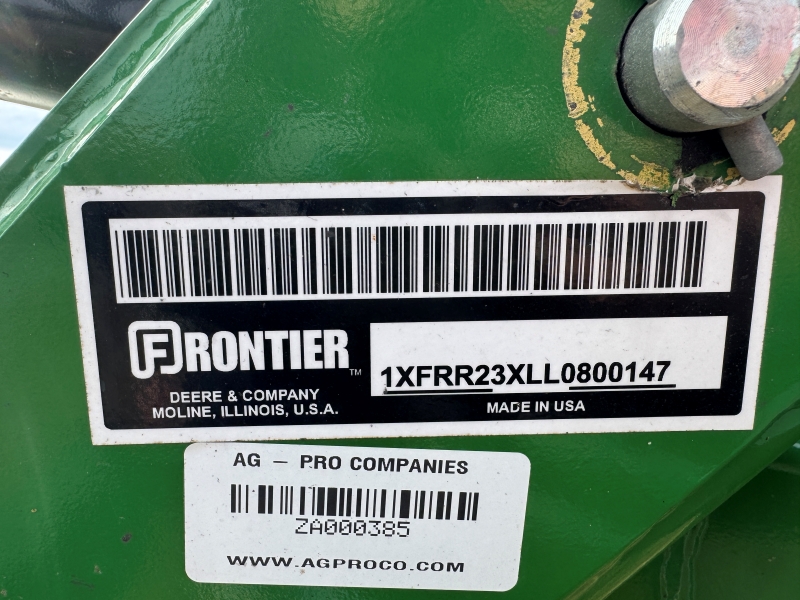 FRONTIER™
1XFRR23XLL0800147
DEERE & COMPANY
MOLINE, ILLINOIS, U.S.A.
MADE IN USA
AG – PRO COMPANIES
ZA000385
WWW.AGPROCO.COM